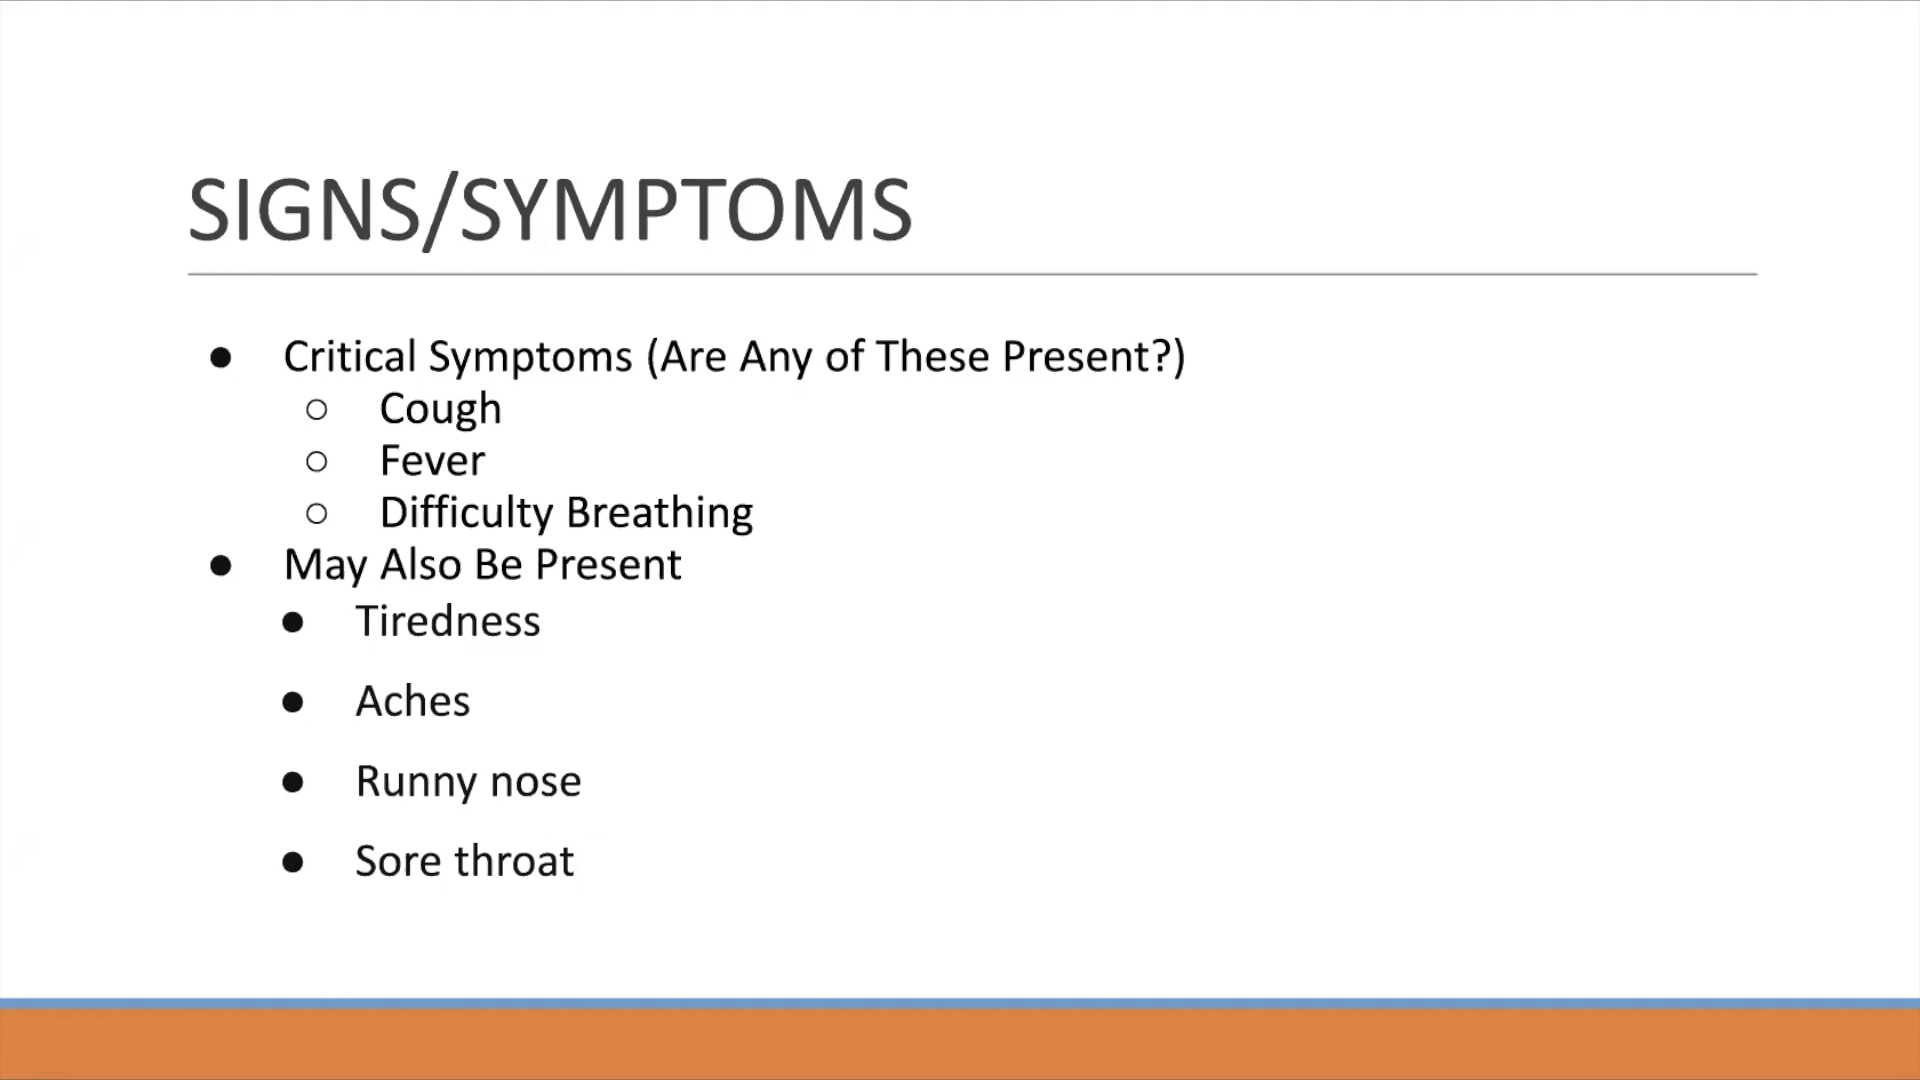 SIGNS/SYMPTOMS
● Critical Symptoms (Are Any of These Present?)
○ Cough
○ Fever
○ Difficulty Breathing
● May Also Be Present
● Tiredness
● Aches
● Runny nose
● Sore throat